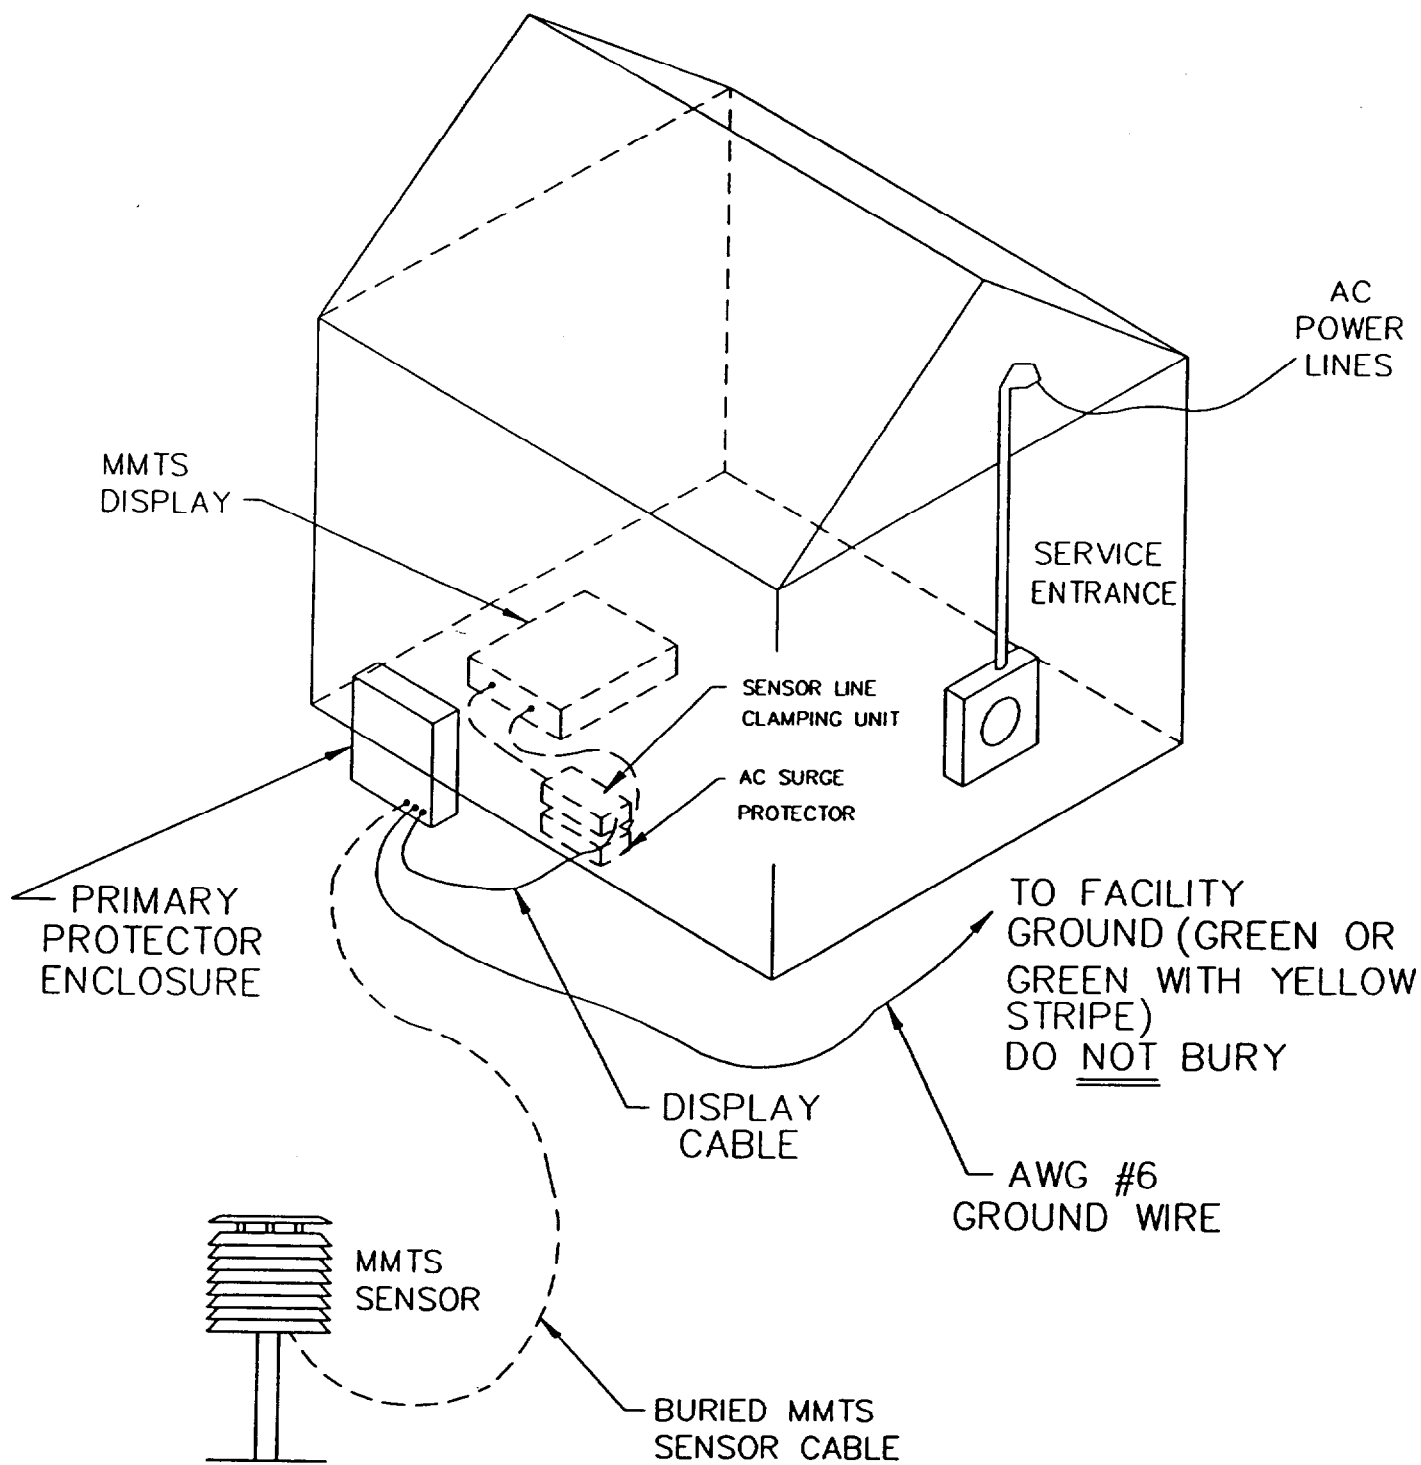 AC
POWER
LINES
MMTS
DISPLAY
SERVICE
ENTRANCE
SENSOR LINE
CLAMPING UNIT
AC SURGE
PROTECTOR
PRIMARY
PROTECTOR
ENCLOSURE
TO FACILITY
GROUND (GREEN OR
GREEN WITH YELLOW
STRIPE)
DO NOT BURY
DISPLAY
CABLE
AWG #6
GROUND WIRE
MMTS
SENSOR
BURIED MMTS
SENSOR CABLE